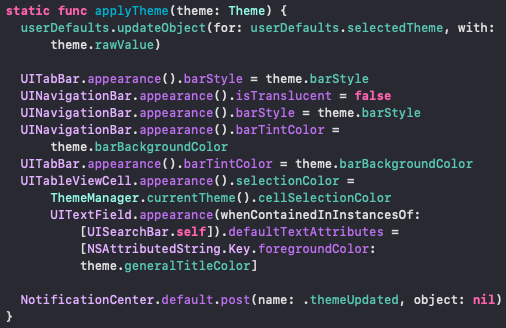 static func applyTheme(theme: Theme) {
userDefaults.updateObject(for: userDefaults.selectedTheme, with:
theme.rawValue)
UITabBar.appearance().barStyle = theme.barStyle
UINavigationBar.appearance().isTranslucent = false
UINavigationBar.appearance().barStyle = theme.barStyle
UINavigationBar.appearance().barTintColor =
theme.barBackgroundColor
UITabBar.appearance().barTintColor = theme.barBackgroundColor
UITableViewCell.appearance().selectionColor =
ThemeManager.currentTheme().cellSelectionColor
UITextField.appearance(whenContainedInInstancesOf:
[UISearchBar.self]).defaultTextAttributes =
[NSAttributedString.Key.foregroundColor:
theme.generalTitleColor]
NotificationCenter.default.post(name: .themeUpdated, object: nil)
}